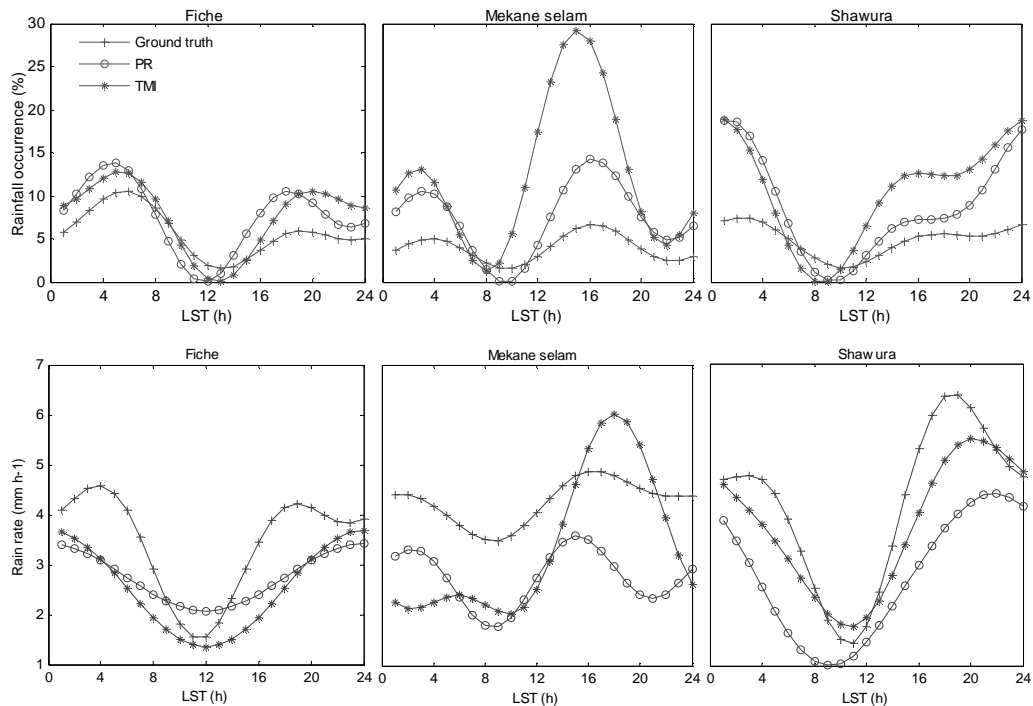 Fiche
Mekane selam
Shawura
Rainfall occurrence (%)
30
25
20
15
10
5
0
Ground truth
PR
TMI
0 4 8 12 16 20 24
0 4 8 12 16 20 24
0 4 8 12 16 20 24
LST (h)
LST (h)
LST (h)
Fiche
Mekane selam
Shawura
Rain rate (mm h-1)
7
6
5
4
3
2
1
0 4 8 12 16 20 24
0 4 8 12 16 20 24
0 4 8 12 16 20 24
LST (h)
LST (h)
LST (h)